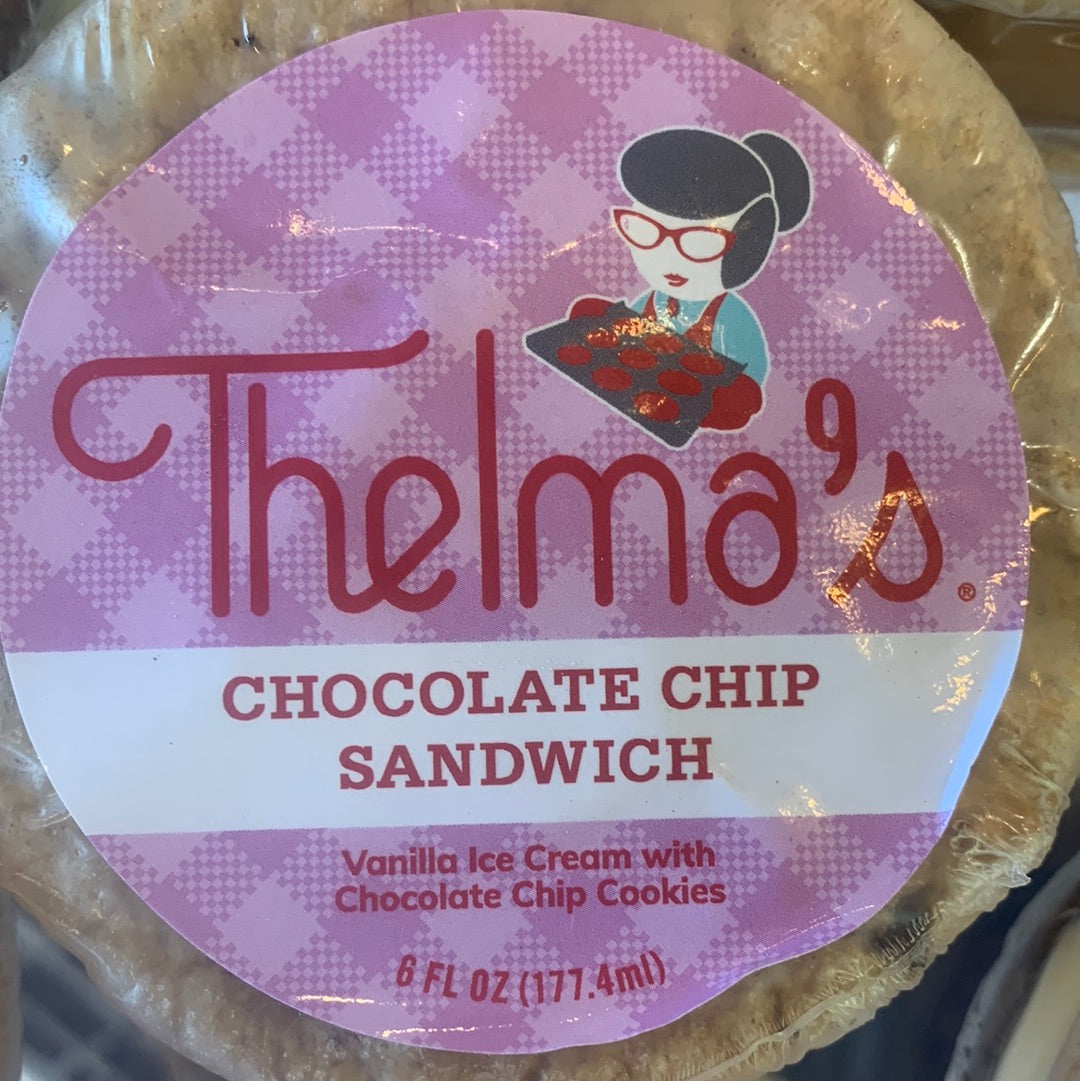 Thelma's®
CHOCOLATE CHIP
SANDWICH
Vanilla Ice Cream with
Chocolate Chip Cookies
6 FL OZ (177.4ml)